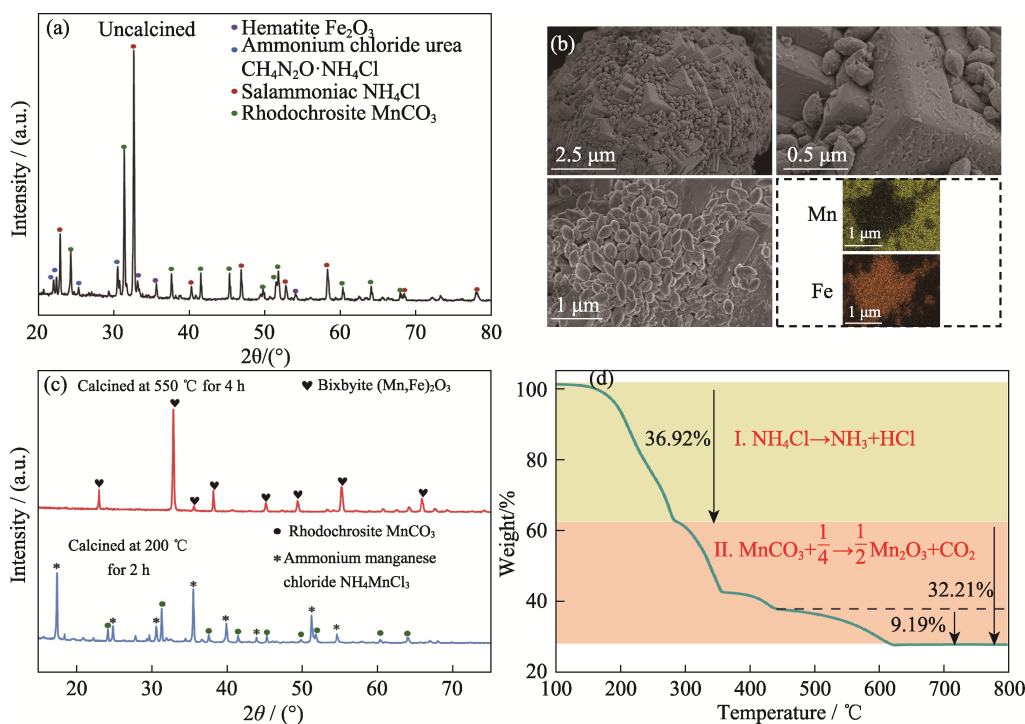 (a)
Uncalcined
Hematite Fe₂O₃
Ammonium chloride urea
CH₄N₂O·NH₄Cl
Salammoniac NH₄Cl
Rhodochrosite MnCO₃
Intensity / (a.u.)
20 30 40 50 60 70 80
2θ/(°)
(b)
2.5 μm
0.5 μm
1 μm
Mn
1 μm
Fe
1 μm
(c)
Calcined at 550 ℃ for 4 h
Bixbyite (Mn,Fe)₂O₃
Rhodochrosite MnCO₃
Calcined at 200 ℃
for 2 h
* Ammonium manganese
chloride NH₄MnCl₃
* * * * * * * *
Intensity / (a.u.)
20 30 40 50 60 70
2θ / (°)
(d)
100
80
60
40
20
Weight/%
36.92%
I. NH₄Cl→NH₃+HCl
II. MnCO₃+1/4→1/2 Mn₂O₃+CO₂
32.21%
9.19%
100 200 300 400 500 600 700 800
Temperature / ℃